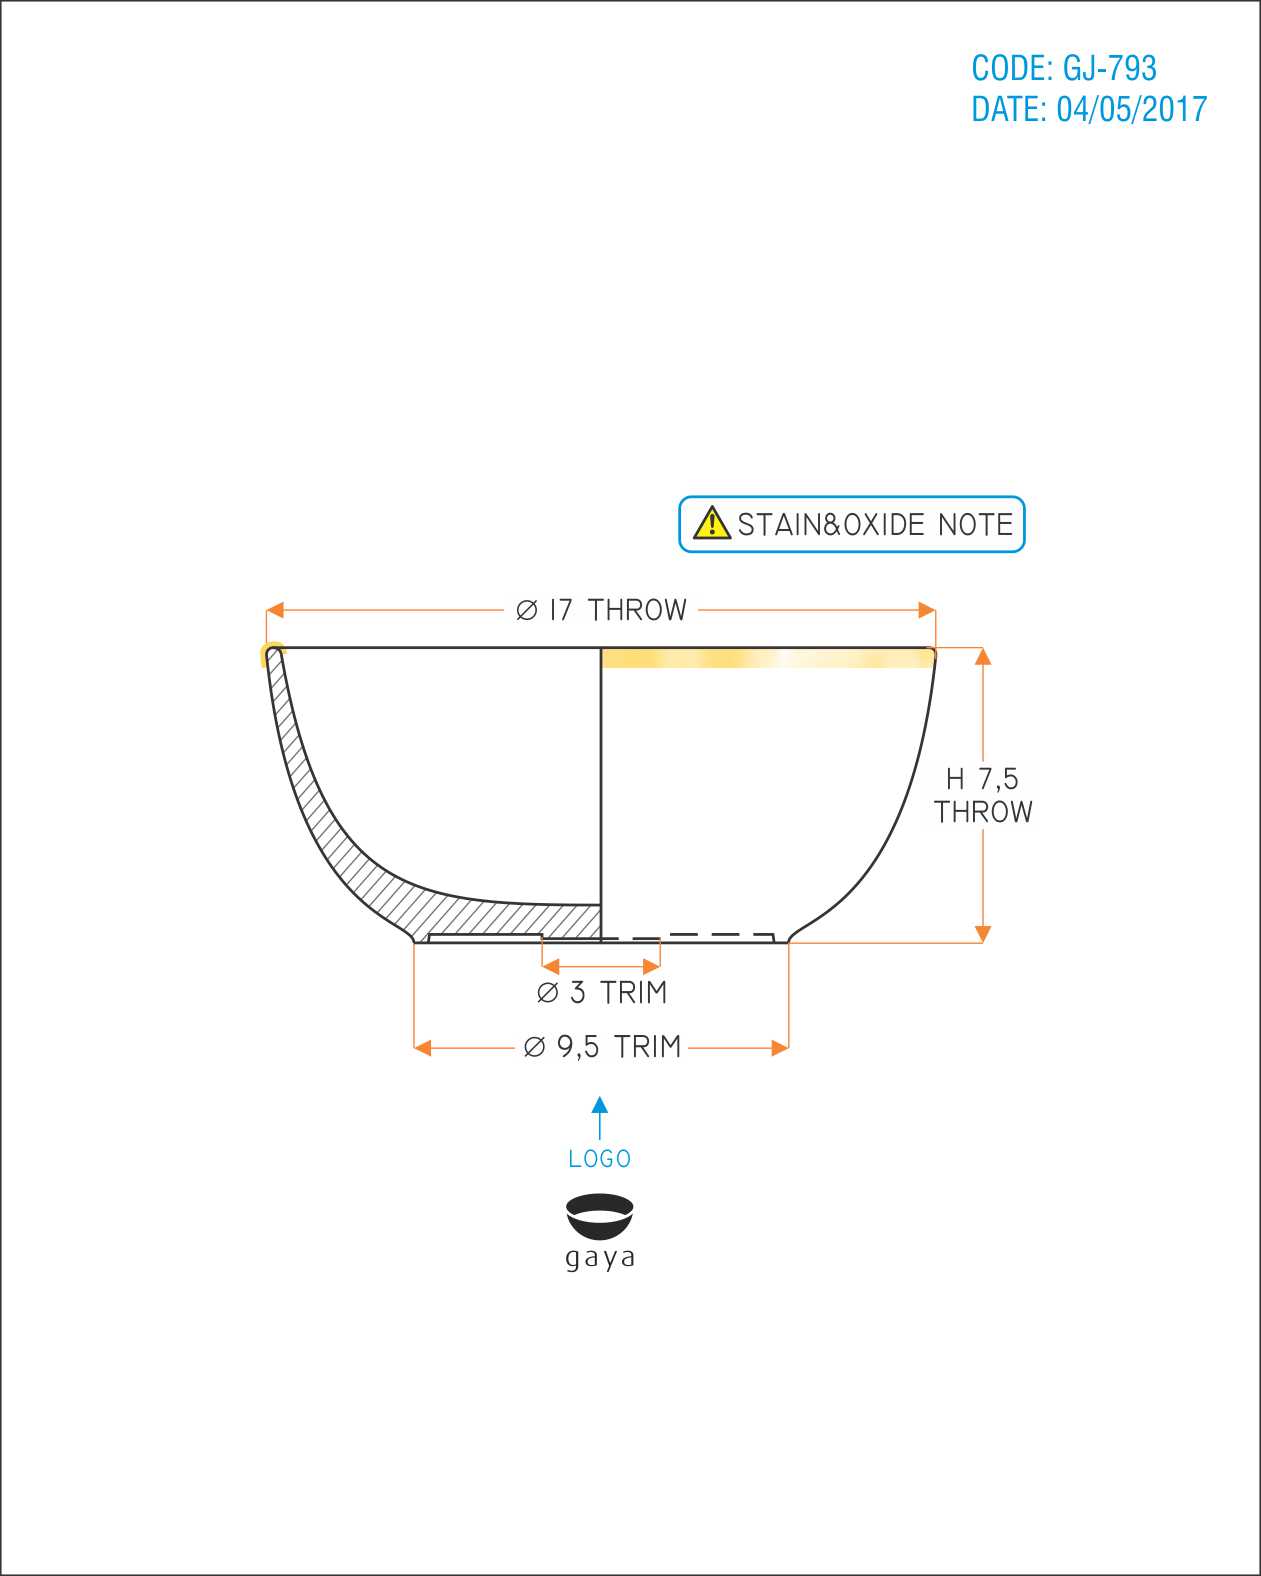 CODE: GJ-793
DATE: 04/05/2017
STAIN&OXIDE NOTE
∅ 17 THROW
H 7,5
THROW
∅ 3 TRIM
∅ 9,5 TRIM
LOGO
gaya